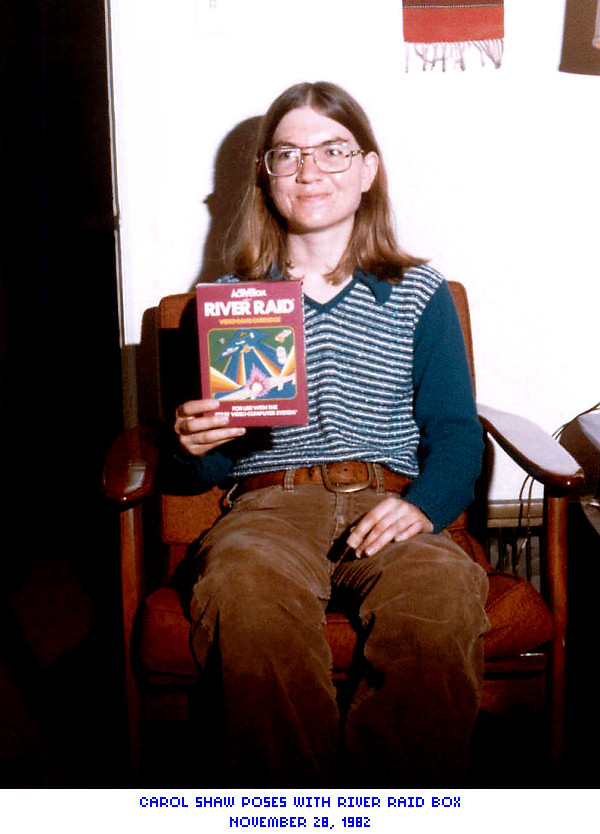 ACTIVISION
RIVER RAID
VIDEO GAME CARTRIDGE
FOR USE WITH THE
ATARI VIDEO COMPUTER SYSTEM
CAROL SHAW POSES WITH RIVER RAID BOX
NOVEMBER 28, 1982